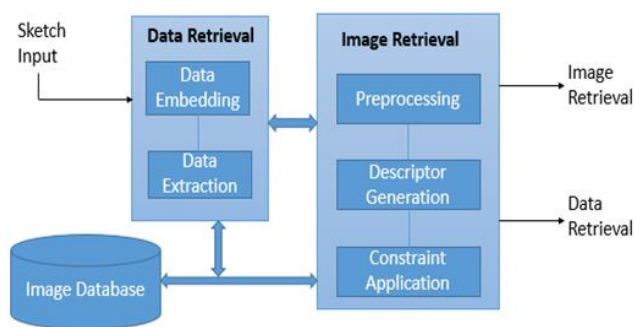 Sketch
Input
Data Retrieval
Data
Embedding
Data
Extraction
Image Retrieval
Preprocessing
Descriptor
Generation
Constraint
Application
Image
Retrieval
Data
Retrieval
Image Database